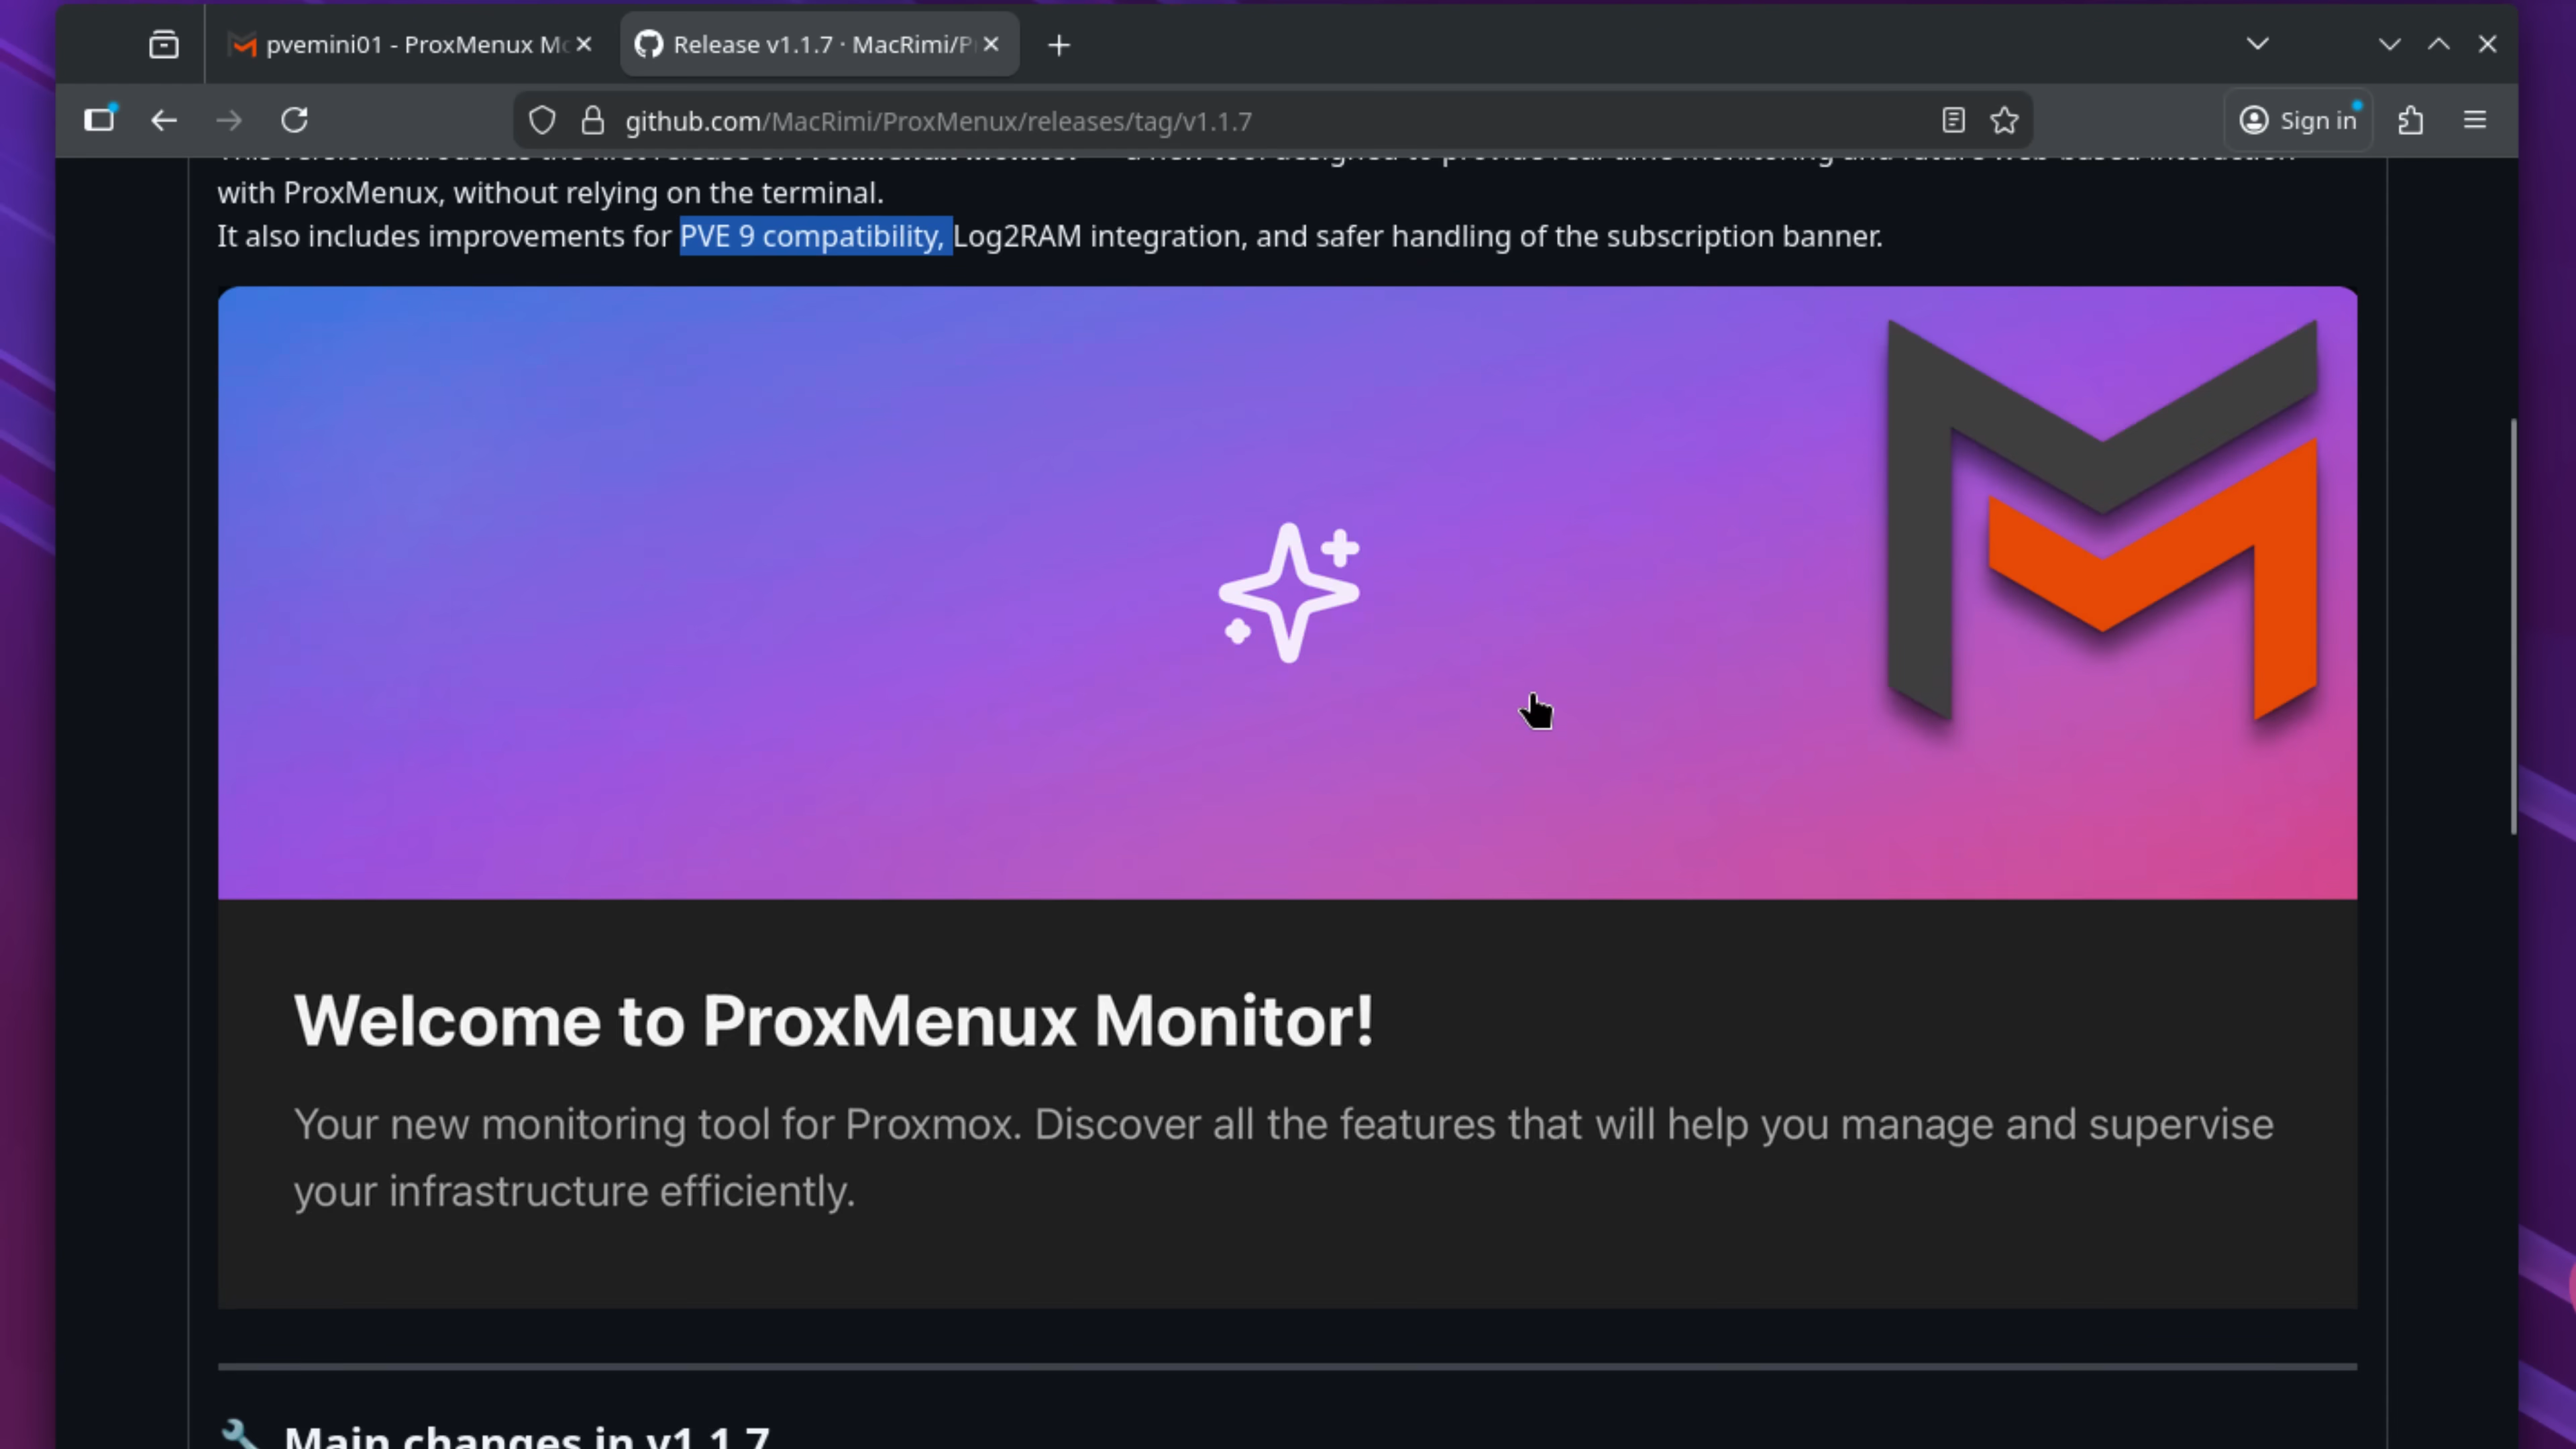 pvemini01 - ProxMenux Mo
Release v1.1.7 · MacRimi/P
github.com/MacRimi/ProxMenux/releases/tag/v1.1.7
Sign in
with ProxMenux, without relying on the terminal.
It also includes improvements for PVE 9 compatibility, Log2RAM integration, and safer handling of the subscription banner.
Welcome to ProxMenux Monitor!
Your new monitoring tool for Proxmox. Discover all the features that will help you manage and supervise
your infrastructure efficiently.
Main changes in v1.1.7